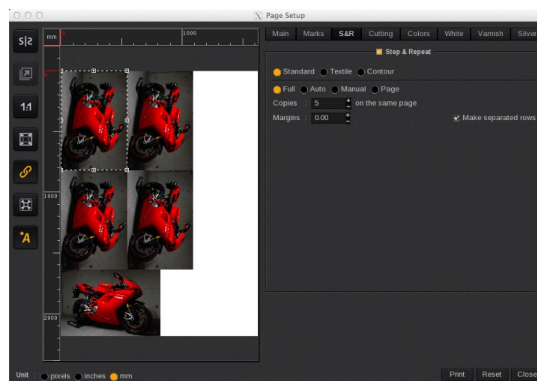 Page Setup
mm
1000
1000
2000
S|S
1:1
A
Main Marks S&R Cutting Colors White Varnish Silver
Step & Repeat
Standard Textile Contour
Full Auto Manual Page
Copies : 5 on the same page
Margins : 0.00 Make separated rows
Unit : pixels inches mm
Print Reset Close